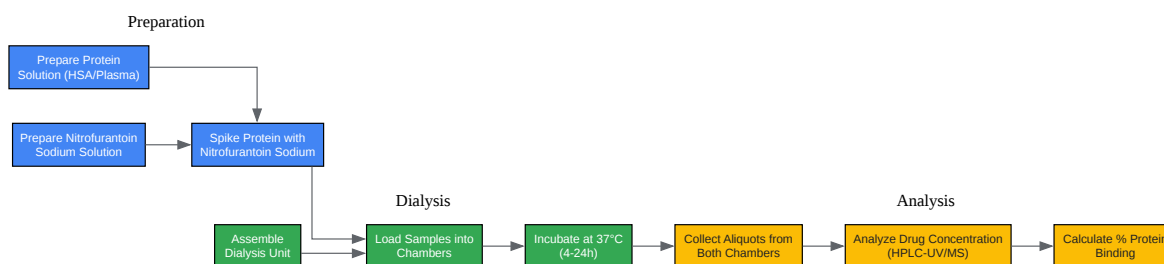 Preparation
Prepare Protein
Solution (HSA/Plasma)
Prepare Nitrofurantoin
Sodium Solution
Spike Protein with
Nitrofurantoin Sodium
Dialysis
Assemble
Dialysis Unit
Load Samples into
Chambers
Incubate at 37°C
(4-24h)
Analysis
Collect Aliquots from
Both Chambers
Analyze Drug Concentration
(HPLC-UV/MS)
Calculate % Protein
Binding